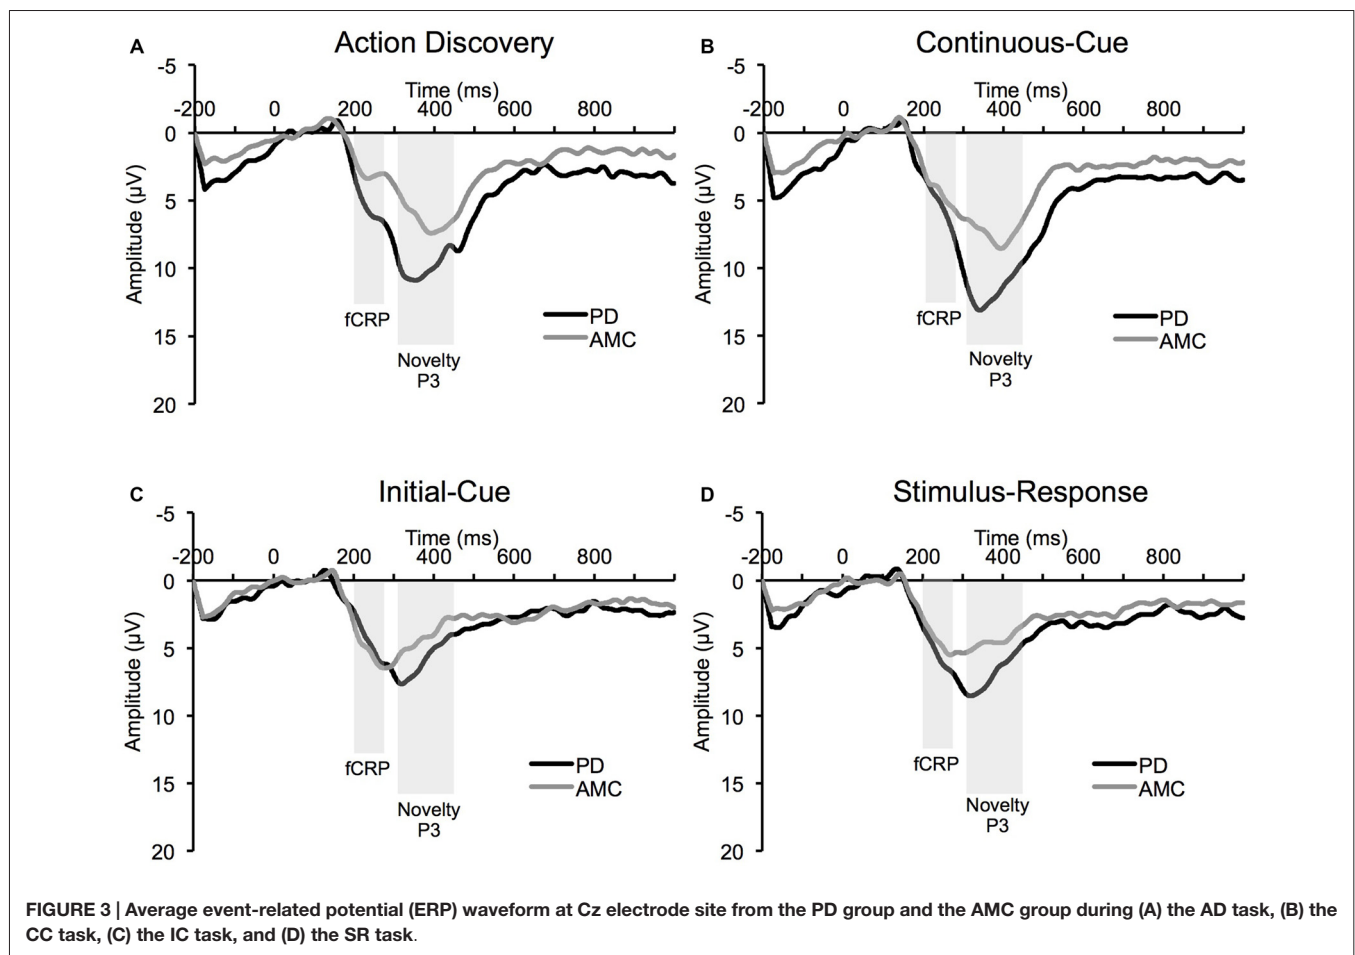 A
Action Discovery
-5
Time (ms)
-200 0 200 400 600 800
0
5
10
15
20
Amplitude (µV)
fCRP
Novelty
P3
PD
AMC
B
Continuous-Cue
-5
Time (ms)
-200 0 200 400 600 800
0
5
10
15
20
Amplitude (µV)
fCRP
Novelty
P3
PD
AMC
C
Initial-Cue
-5
Time (ms)
-200 0 200 400 600 800
0
5
10
15
20
Amplitude (µV)
fCRP
Novelty
P3
PD
AMC
D
Stimulus-Response
-5
Time (ms)
-200 0 200 400 600 800
0
5
10
15
20
Amplitude (µV)
fCRP
Novelty
P3
PD
AMC
FIGURE 3 | Average event-related potential (ERP) waveform at Cz electrode site from the PD group and the AMC group during (A) the AD task, (B) the
CC task, (C) the IC task, and (D) the SR task.